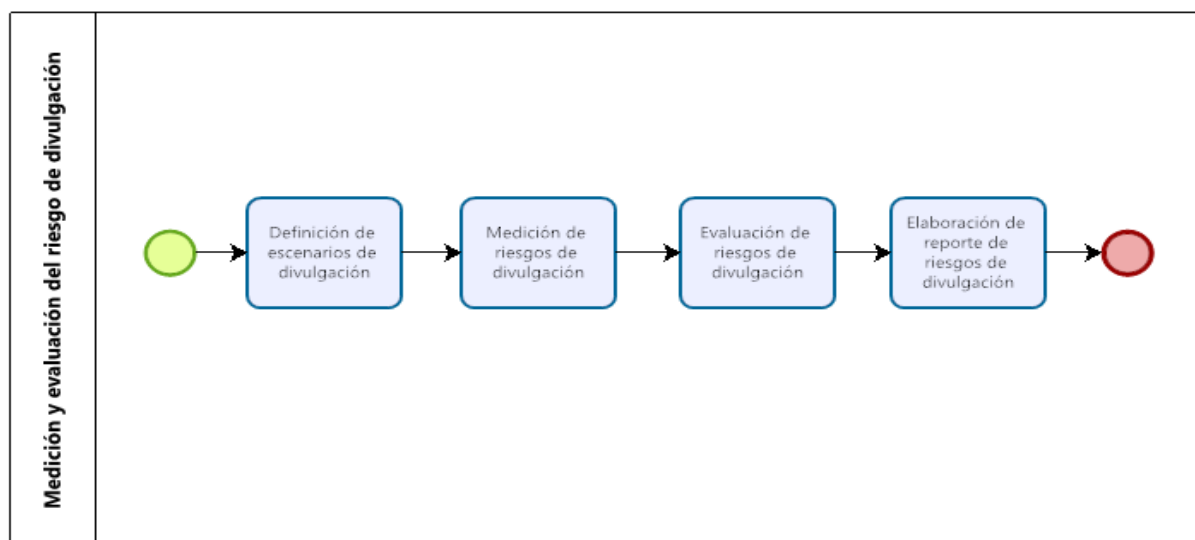 Medición y evaluación del riesgo de divulgación
Definición de
escenarios de
divulgación
Medición de
riesgos de
divulgación
Evaluación de
riesgos de
divulgación
Elaboración de
reporte de
riesgos de
divulgación